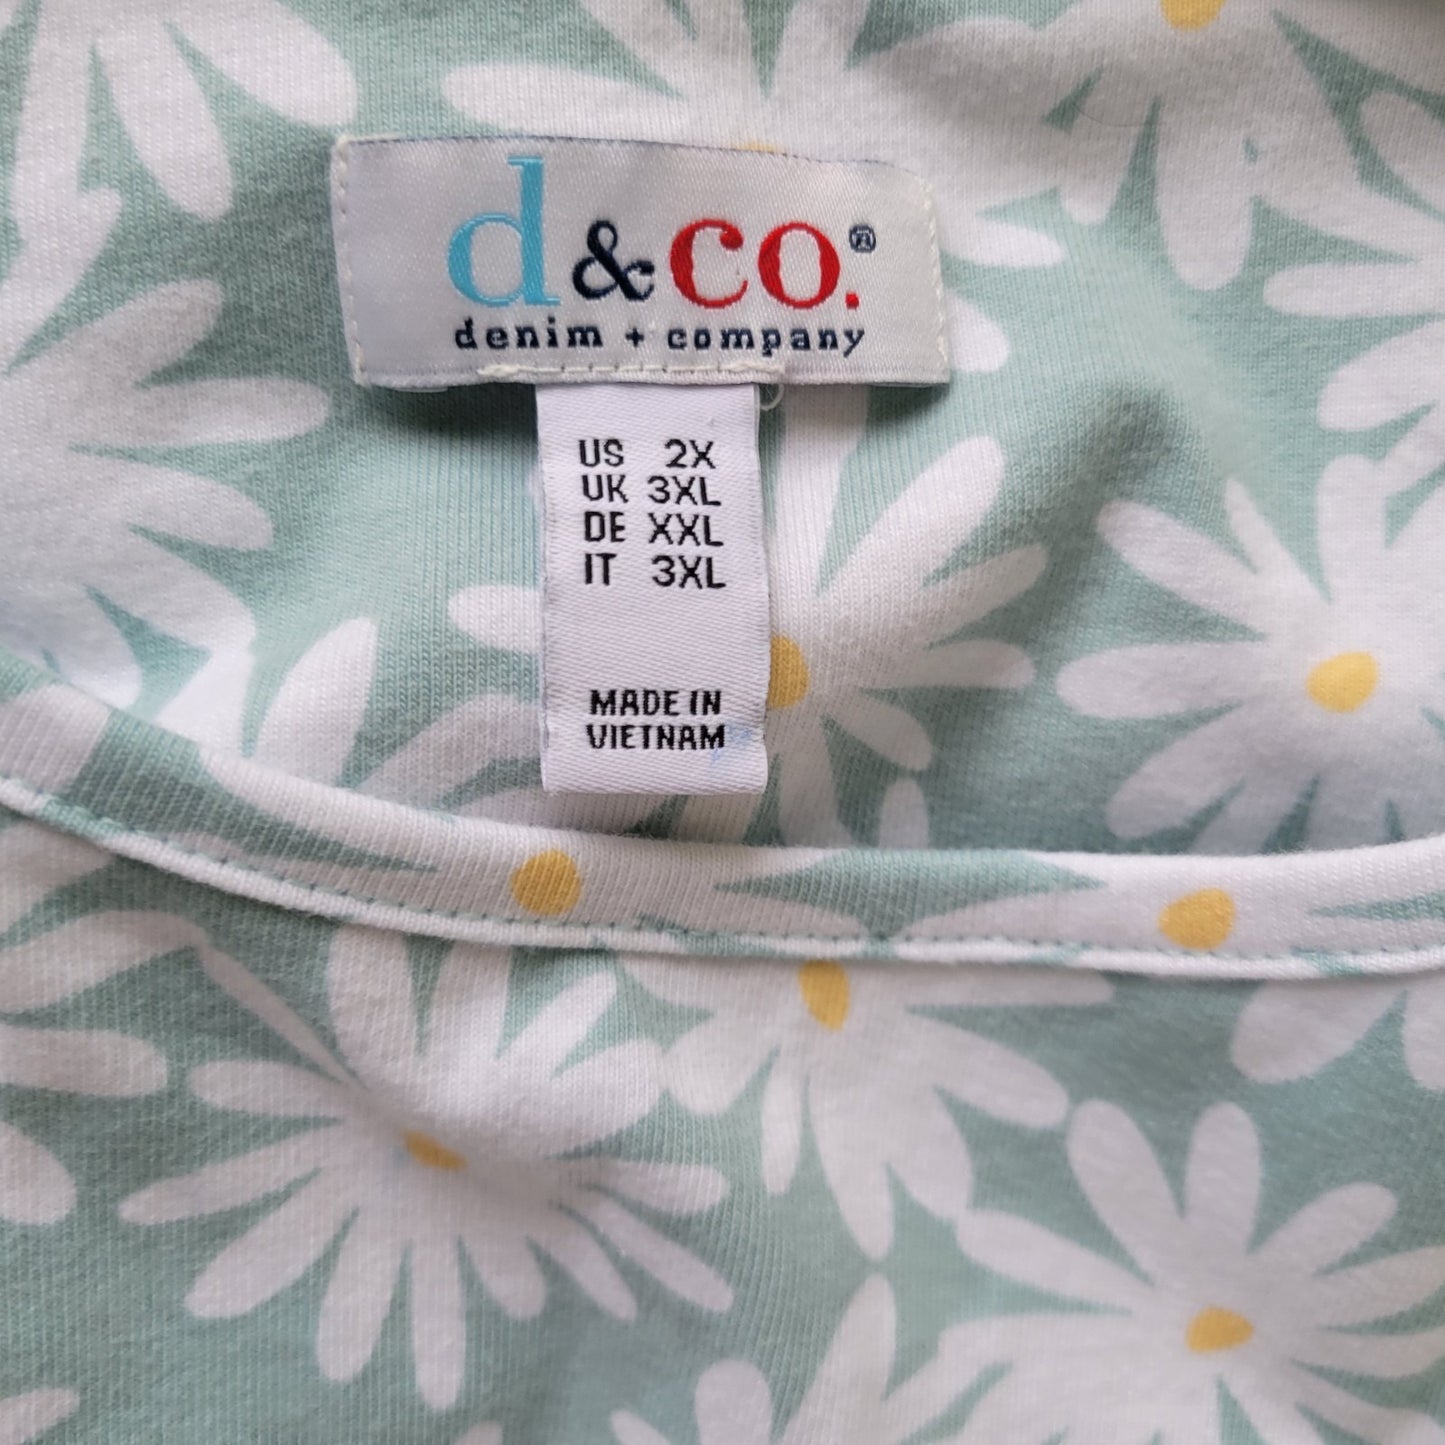 d&co.®
denim + company
US 2X
UK 3XL
DE XXL
IT 3XL
MADE IN
VIETNAM